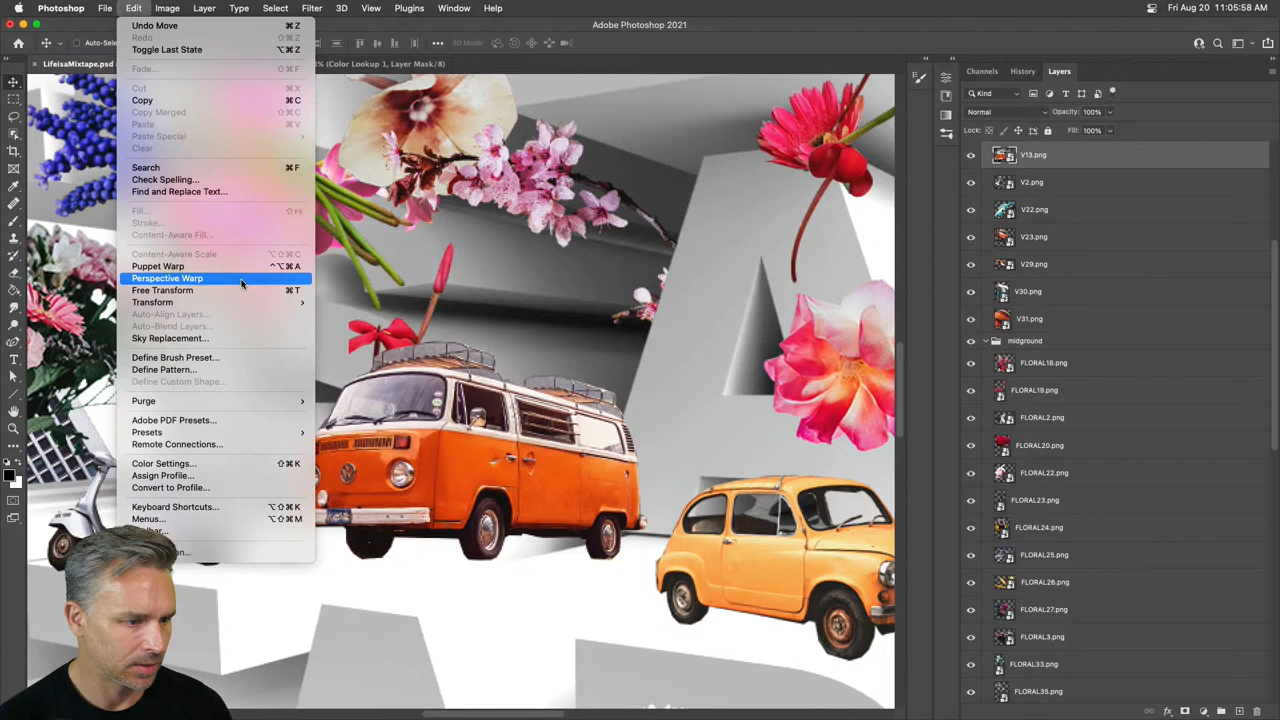 Photoshop File Edit Image Layer Type Select Filter 3D View Plugins Window Help Fri Aug 20 11:05:58 AM
Adobe Photoshop 2021
Auto-Selec
3D Mode:
LifeisaMixtape.psd
% (Color Lookup 1, Layer Mask/8)
Undo Move ⌘Z
Redo ⌘Z
Toggle Last State ⌥⌘Z
Fade... ⇧⌘F
Cut ⌘X
Copy ⌘C
Copy Merged ⇧⌘C
Paste ⌘V
Paste Special ›
Clear
Search ⌘F
Check Spelling...
Find and Replace Text...
Fill... ⇧F5
Stroke...
Content-Aware Fill...
Content-Aware Scale ⌥⇧⌘C
Puppet Warp ^⌥⌘A
Perspective Warp
Free Transform ⌘T
Transform ›
Auto-Align Layers...
Auto-Blend Layers...
Sky Replacement...
Define Brush Preset...
Define Pattern...
Define Custom Shape...
Purge ›
Adobe PDF Presets...
Presets ›
Remote Connections...
Color Settings... ⇧⌘K
Assign Profile...
Convert to Profile...
Keyboard Shortcuts... ⌥⇧⌘K
Menus... ⌥⇧⌘M
Channels History Layers
Kind
Normal Opacity: 100%
Lock: Fill: 100%
V13.png
V2.png
V22.png
V23.png
V29.png
V30.png
V31.png
midground
FLORAL18.png
FLORAL19.png
FLORAL2.png
FLORAL20.png
FLORAL22.png
FLORAL23.png
FLORAL24.png
FLORAL25.png
FLORAL26.png
FLORAL27.png
FLORAL3.png
FLORAL33.png
FLORAL35.png